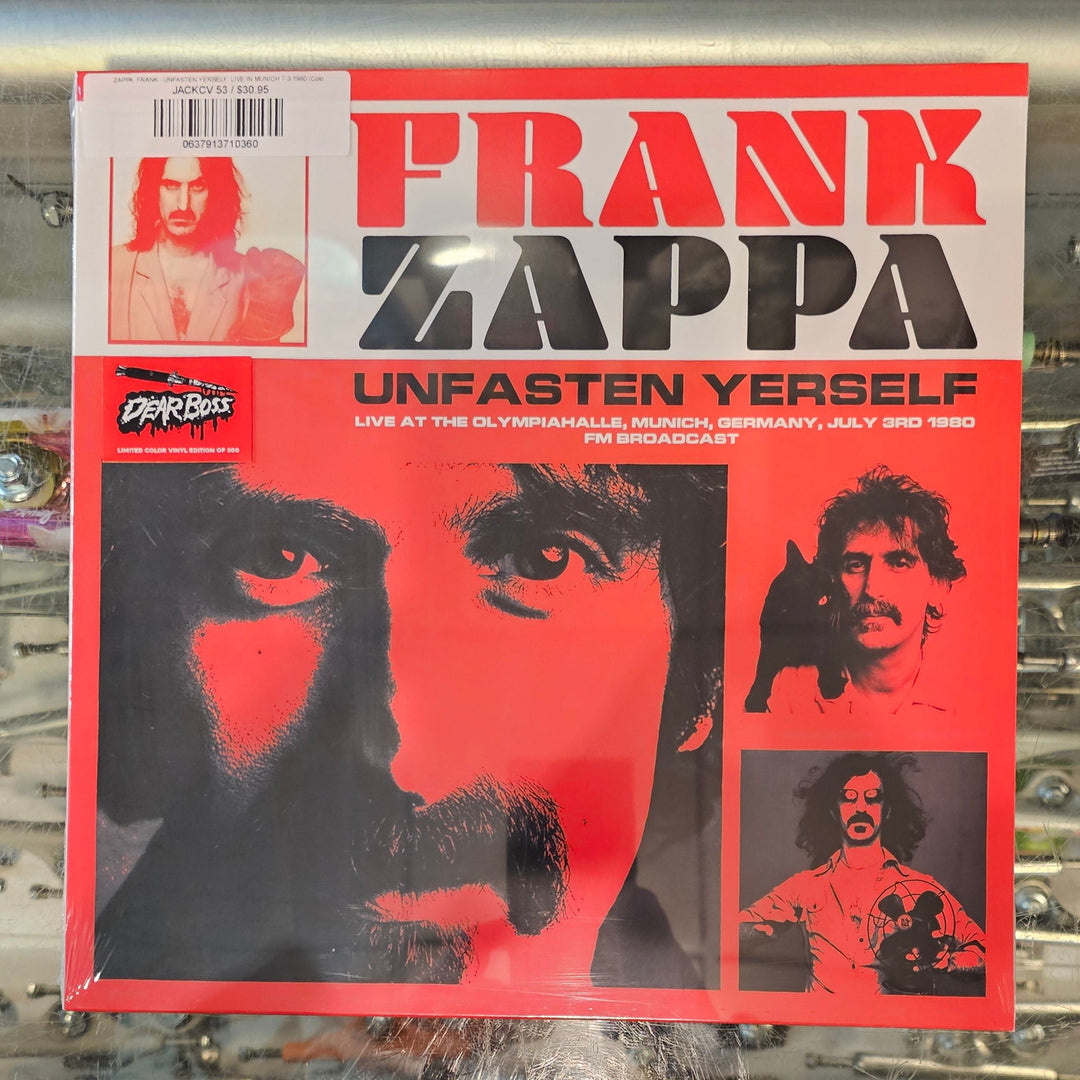 ZAPPA, FRANK - UNFASTEN YERSELF: LIVE IN MUNICH 7-3-1980 (Colo
JACKCV 53 / $30.95
0637913710360
FRANK
ZAPPA
DEAR BOSS
LIMITED COLOR VINYL EDITION OF 300
UNFASTEN YERSELF
LIVE AT THE OLYMPIAHALLE, MUNICH, GERMANY, JULY 3RD 1980
FM BROADCAST